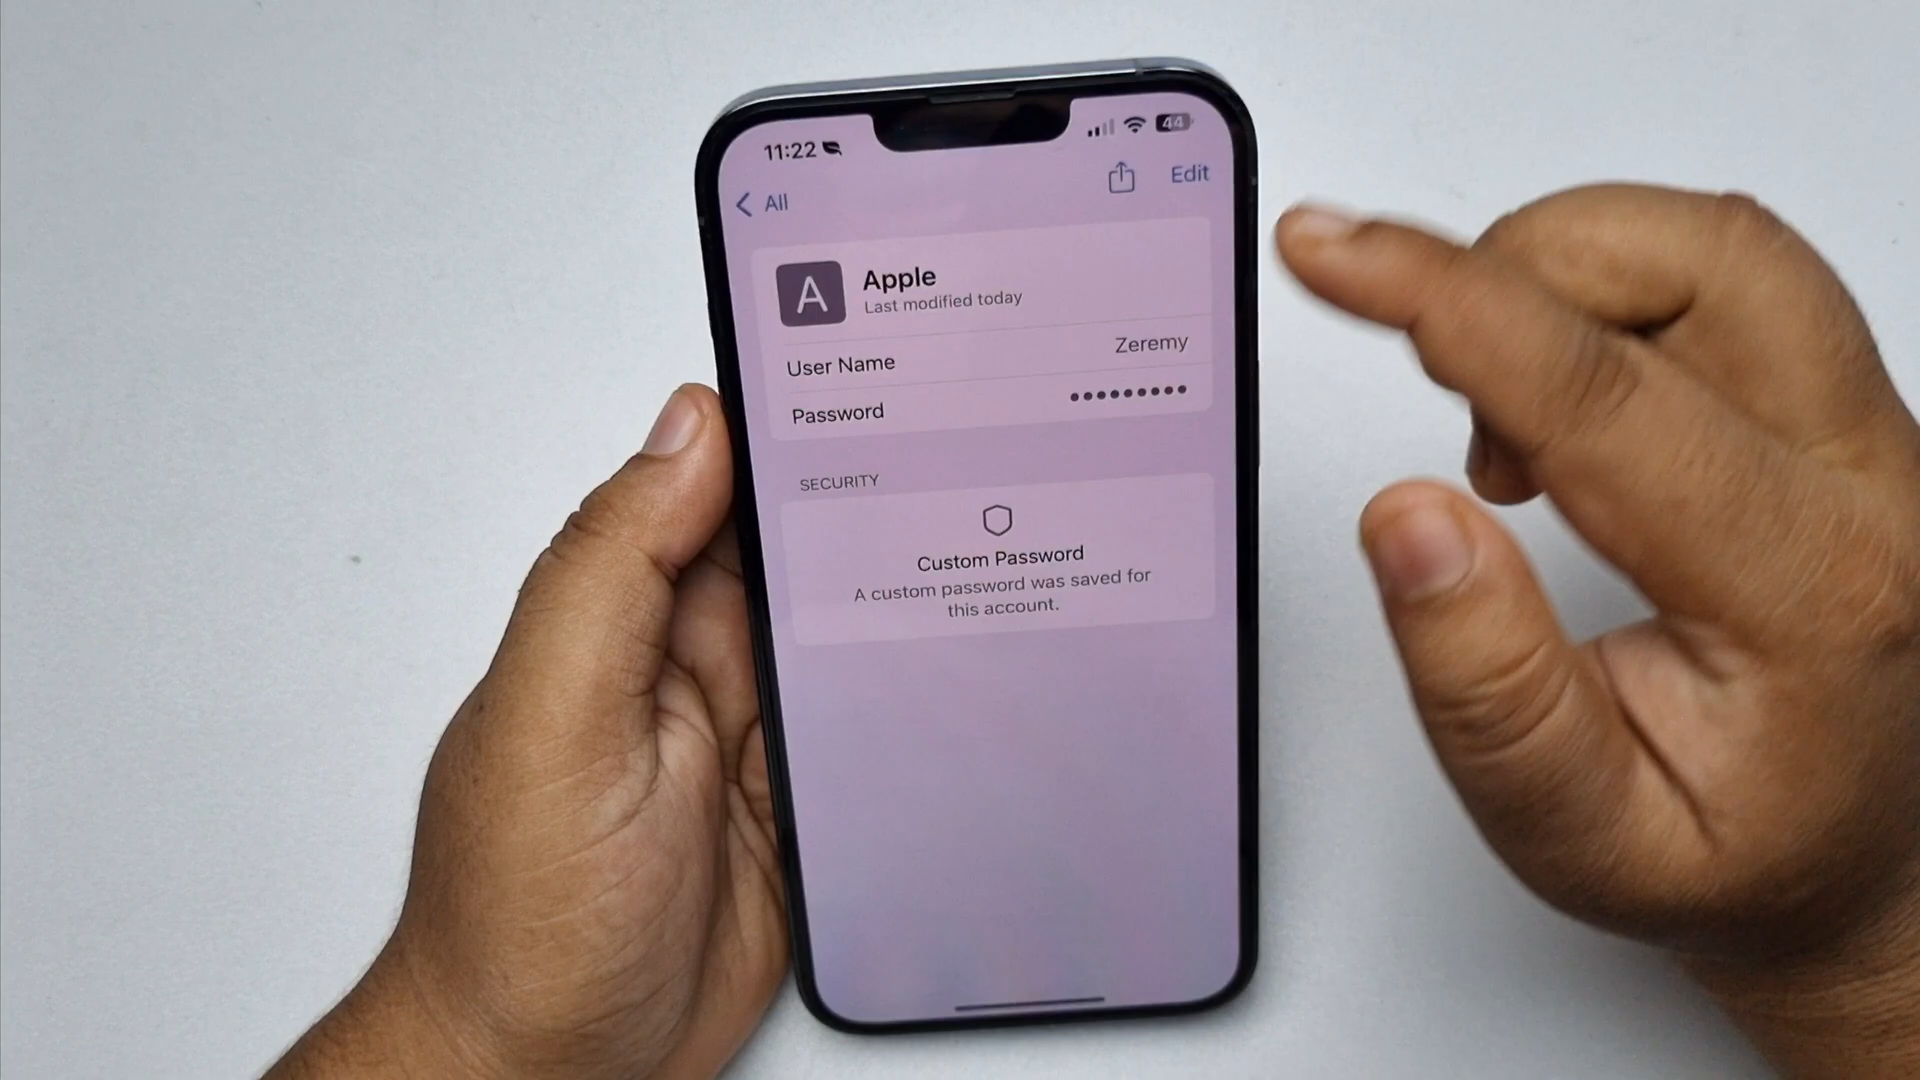 11:22
44
All
Edit
A
Apple
Last modified today
User Name
Zeremy
Password
SECURITY
Custom Password
A custom password was saved for
this account.